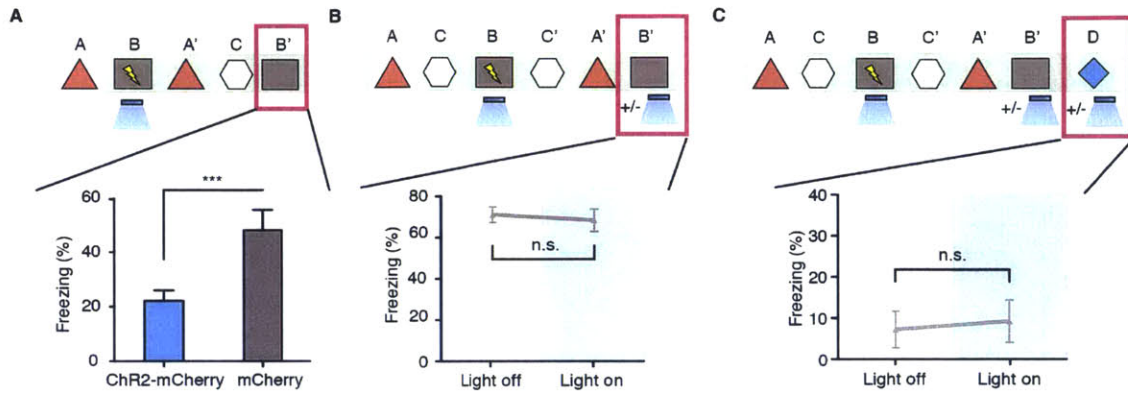 A
A B A' C B'
***
Freezing (%)
60
40
20
0
ChR2-mCherry mCherry
B
A C B C' A' B'
+/-
Freezing (%)
80
60
40
20
0
n.s.
Light off Light on
C
A C B C' A' B' D
+/- +/-
Freezing (%)
40
30
20
10
0
n.s.
Light off Light on